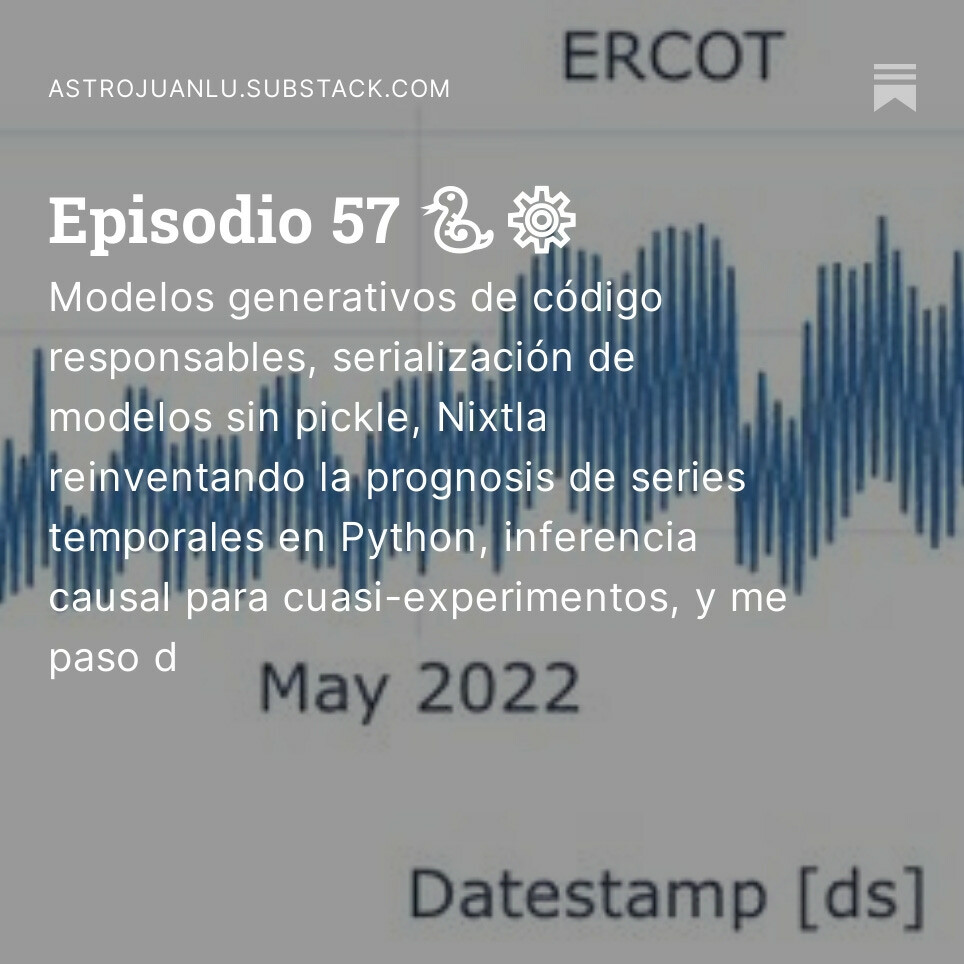 ERCOT
ASTROJUANLU.SUBSTACK.COM
Episodio 57 🐍⚙
Modelos generativos de código
responsables, serialización de
modelos sin pickle, Nixtla
reinventando la prognosis de series
temporales en Python, inferencia
causal para cuasi-experimentos, y me
paso d
May 2022
Datestamp [ds]